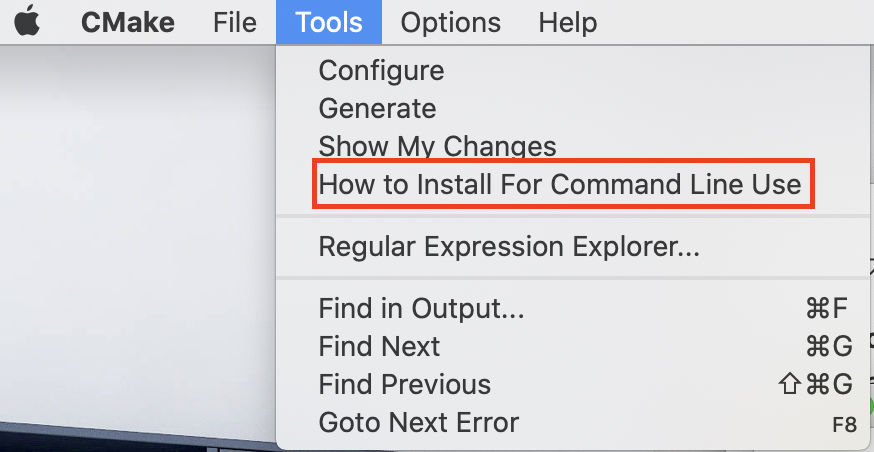 CMake File Tools Options Help
Configure
Generate
Show My Changes
How to Install For Command Line Use
Regular Expression Explorer...
Find in Output... ⌘F
Find Next ⌘G
Find Previous ⇧⌘G
Goto Next Error F8